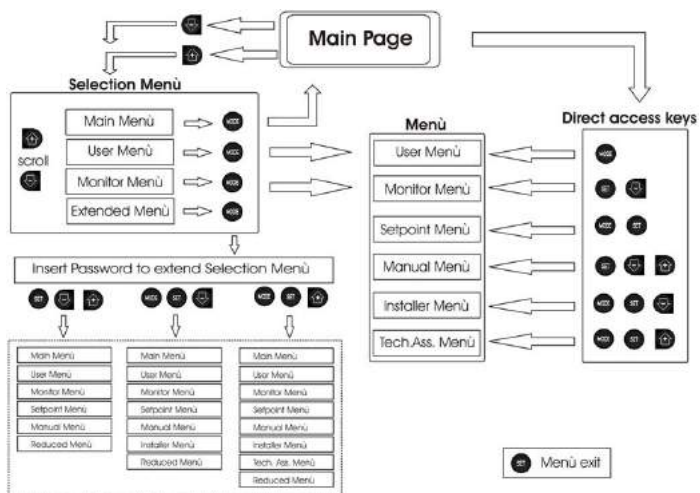 Main Page
Selection Menù
Main Menù
MODE
User Menù
MODE
Monitor Menù
MODE
Extended Menù
MODE
scroll
Insert Password to extend Selection Menù
SET
MODE SET
MODE SET
Main Menù
User Menù
Monitor Menù
Setpoint Menù
Manual Menù
Reduced Menù
Main Menù
User Menù
Monitor Menù
Setpoint Menù
Manual Menù
Installer Menù
Reduced Menù
Main Menù
User Menù
Monitor Menù
Setpoint Menù
Manual Menù
Installer Menù
Tech. Ass. Menù
Reduced Menù
Menù
User Menù
Monitor Menù
Setpoint Menù
Manual Menù
Installer Menù
Tech.Ass. Menù
Direct access keys
MODE
SET
MODE SET
SET
MODE SET
MODE SET
SET Menù exit